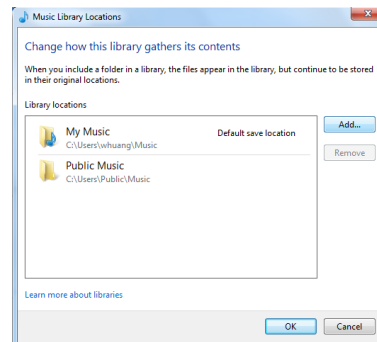 Music Library Locations
Change how this library gathers its contents
When you include a folder in a library, the files appear in the library, but continue to be stored
in their original locations.
Library locations
My Music
Default save location
C:\Users\whuang\Music
Public Music
C:\Users\Public\Music
Add...
Remove
Learn more about libraries
OK
Cancel